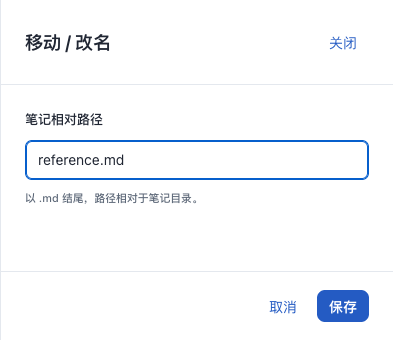 移动 / 改名
关闭
笔记相对路径
reference.md
以 .md 结尾，路径相对于笔记目录。
取消
保存